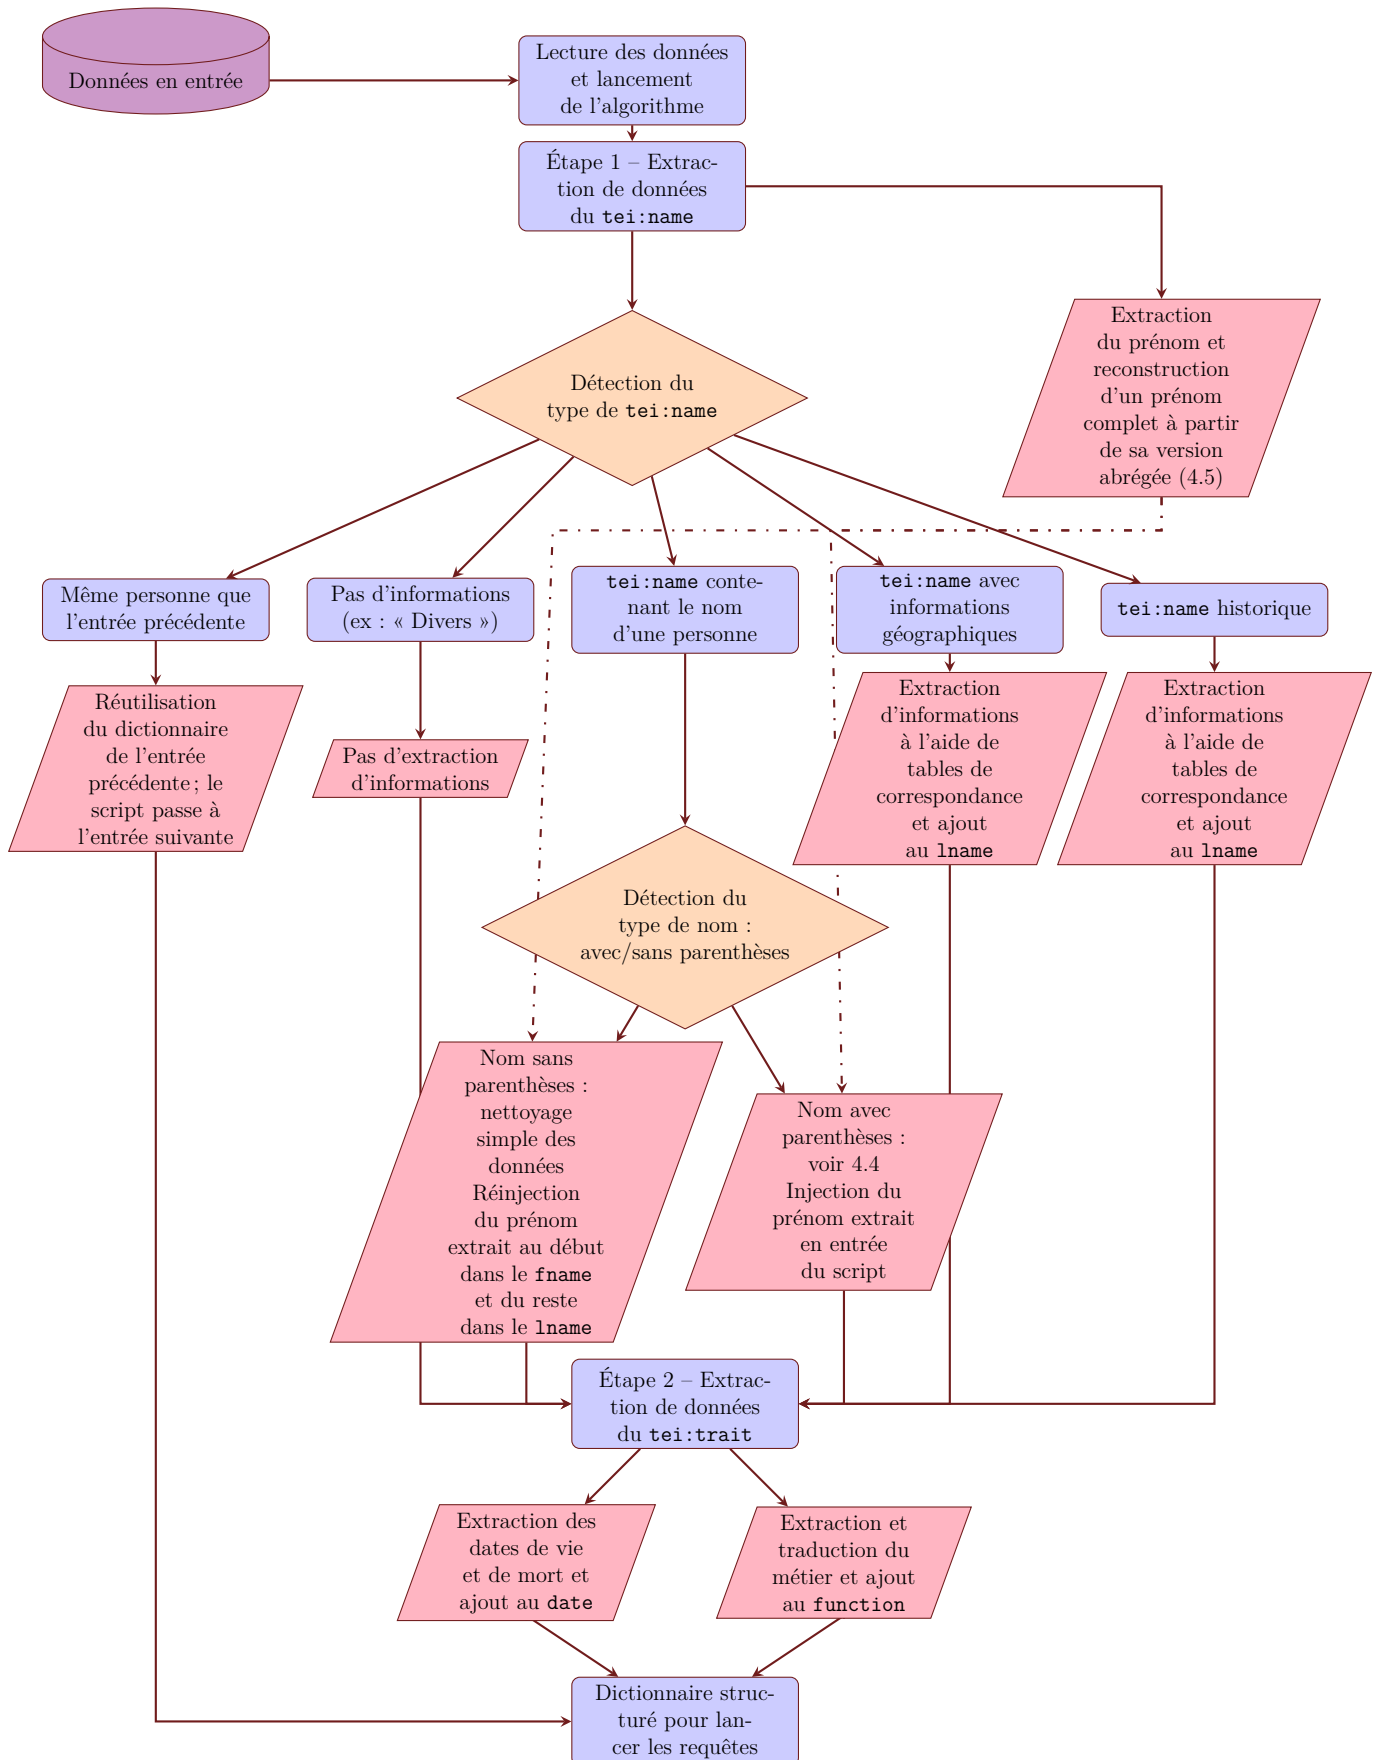 Données en entrée
Lecture des données
et lancement
de l'algorithme
Étape 1 – Extrac-
tion de données
du tei:name
Extraction
du prénom et
reconstruction
d'un prénom
complet à partir
de sa version
abrégée (4.5)
Détection du
type de tei:name
Même personne que
l'entrée précédente
Pas d'informations
(ex : « Divers »)
tei:name conte-
nant le nom
d'une personne
tei:name avec
informations
géographiques
tei:name historique
Réutilisation
du dictionnaire
de l'entrée
précédente ; le
script passe à
l'entrée suivante
Pas d'extraction
d'informations
Extraction
d'informations
à l'aide de
tables de
correspondance
et ajout
au lname
Extraction
d'informations
à l'aide de
tables de
correspondance
et ajout
au lname
Détection du
type de nom :
avec/sans parenthèses
Nom sans
parenthèses :
nettoyage
simple des
données
Réinjection
du prénom
extrait au début
dans le fname
et du reste
dans le lname
Nom avec
parenthèses :
voir 4.4
Injection du
prénom extrait
en entrée
du script
Étape 2 – Extrac-
tion de données
du tei:trait
Extraction des
dates de vie
et de mort et
ajout au date
Extraction et
traduction du
métier et ajout
au function
Dictionnaire struc-
turé pour lan-
cer les requêtes